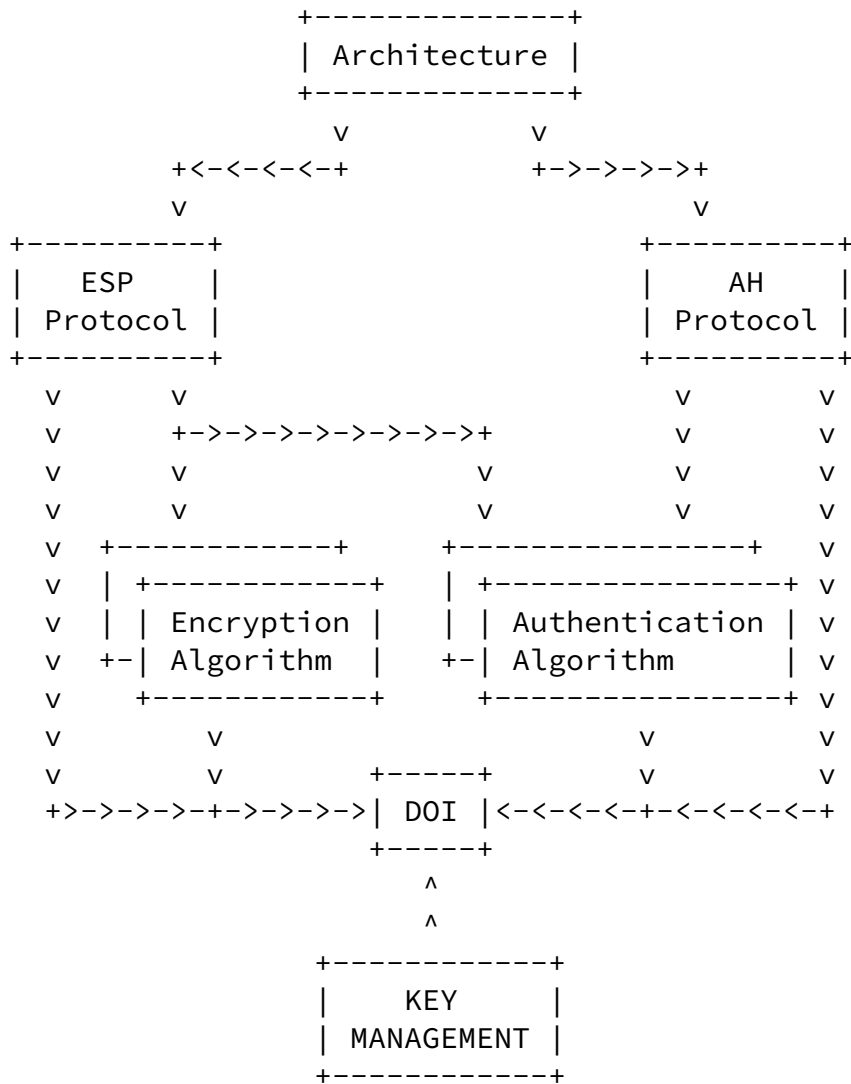 Architecture
ESP
Protocol
AH
Protocol
Encryption
Algorithm
Authentication
Algorithm
DOI
KEY
MANAGEMENT